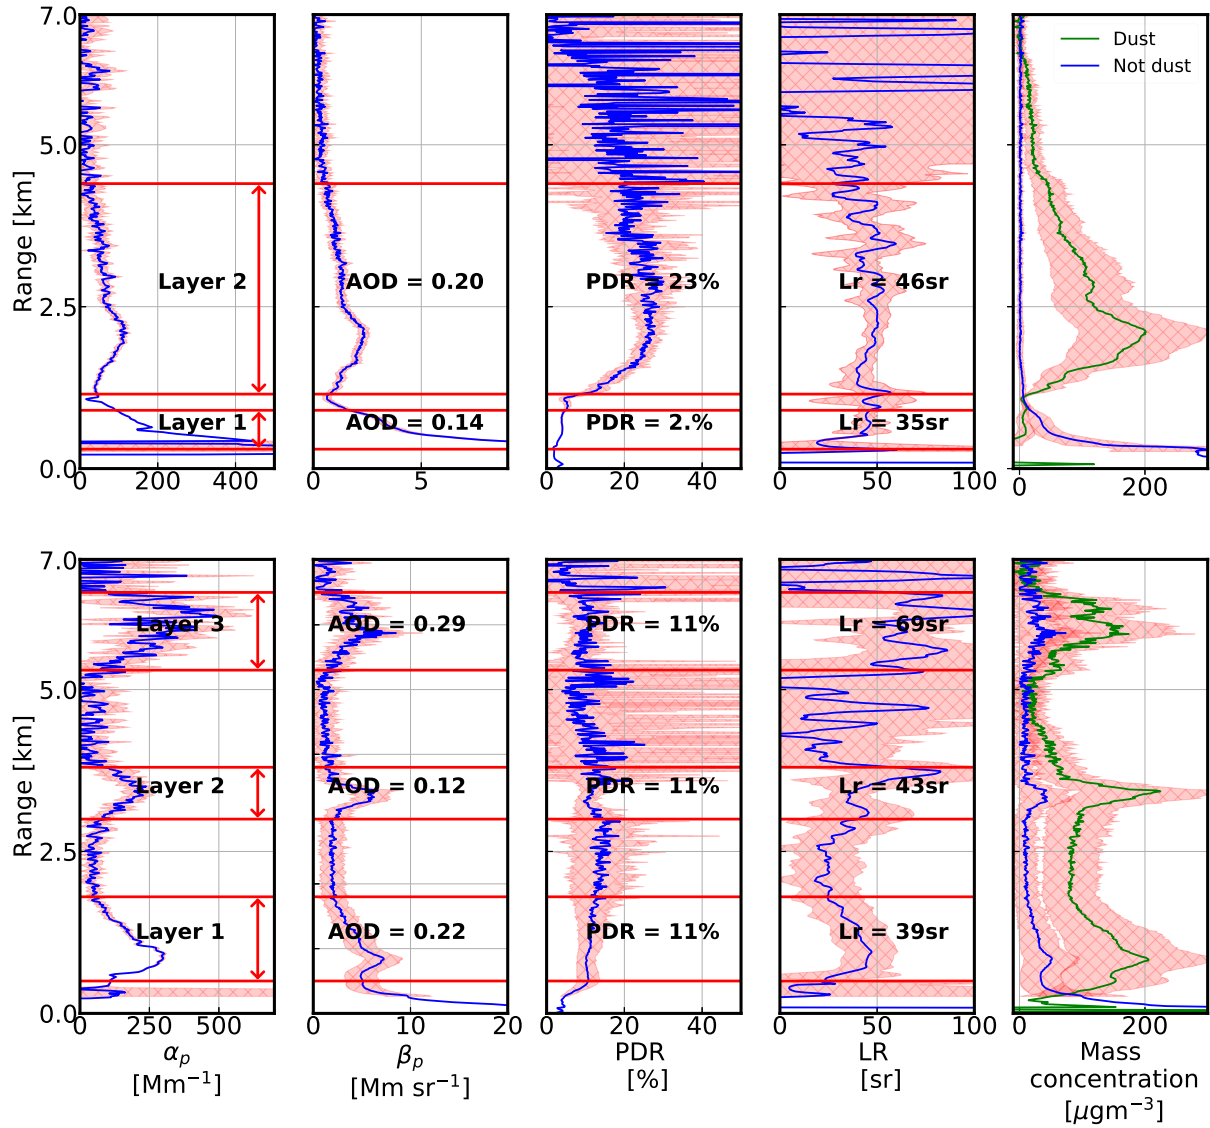 7.0
Dust
Not dust
5.0
Range [km]
Layer 2
AOD = 0.20
PDR = 23%
Lr = 46sr
2.5
Layer 1
AOD = 0.14
PDR = 2.%
Lr = 35sr
0.0
0 200 400
0 5
0 20 40
0 50 100
0 200
7.0
Layer 3
AOD = 0.29
PDR = 11%
Lr = 69sr
5.0
Range [km]
Layer 2
AOD = 0.12
PDR = 11%
Lr = 43sr
2.5
Layer 1
AOD = 0.22
PDR = 11%
Lr = 39sr
0.0
0 250 500
0 10 20
0 20 40
0 50 100
0 200
αₚ
[Mm⁻¹]
βₚ
[Mm sr⁻¹]
PDR
[%]
LR
[sr]
Mass
concentration
[μgm⁻³]